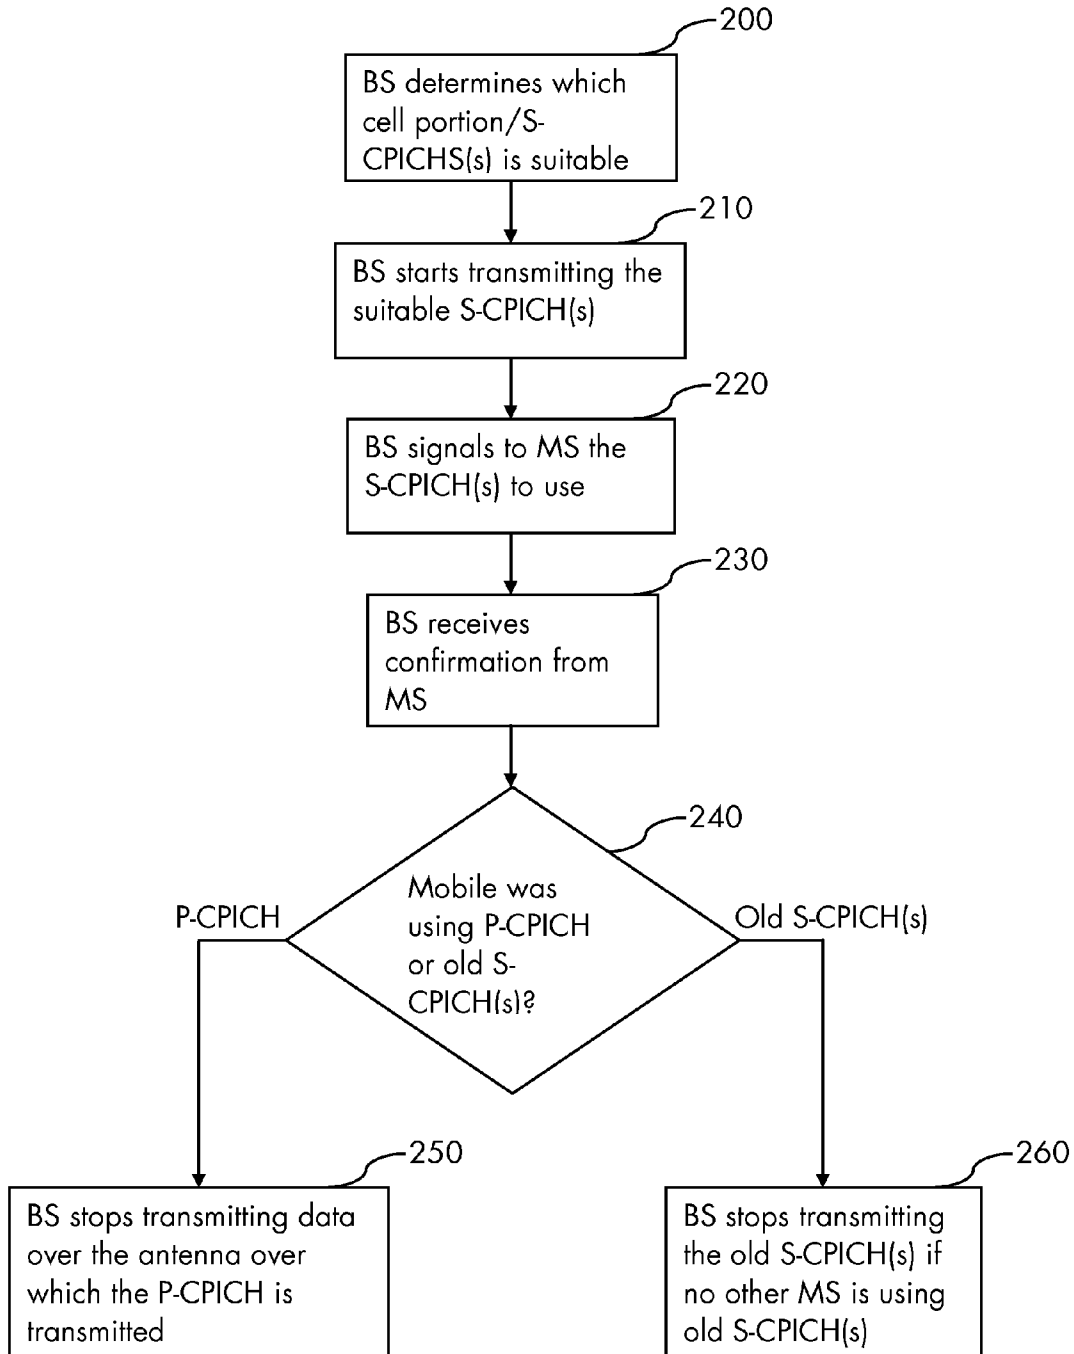 200
BS determines which
cell portion/S-
CPICHS(s) is suitable
210
BS starts transmitting the
suitable S-CPICH(s)
220
BS signals to MS the
S-CPICH(s) to use
230
BS receives
confirmation from
MS
240
Mobile was
using P-CPICH
or old S-
CPICH(s)?
P-CPICH
Old S-CPICH(s)
250
BS stops transmitting data
over the antenna over
which the P-CPICH is
transmitted
260
BS stops transmitting
the old S-CPICH(s) if
no other MS is using
old S-CPICH(s)